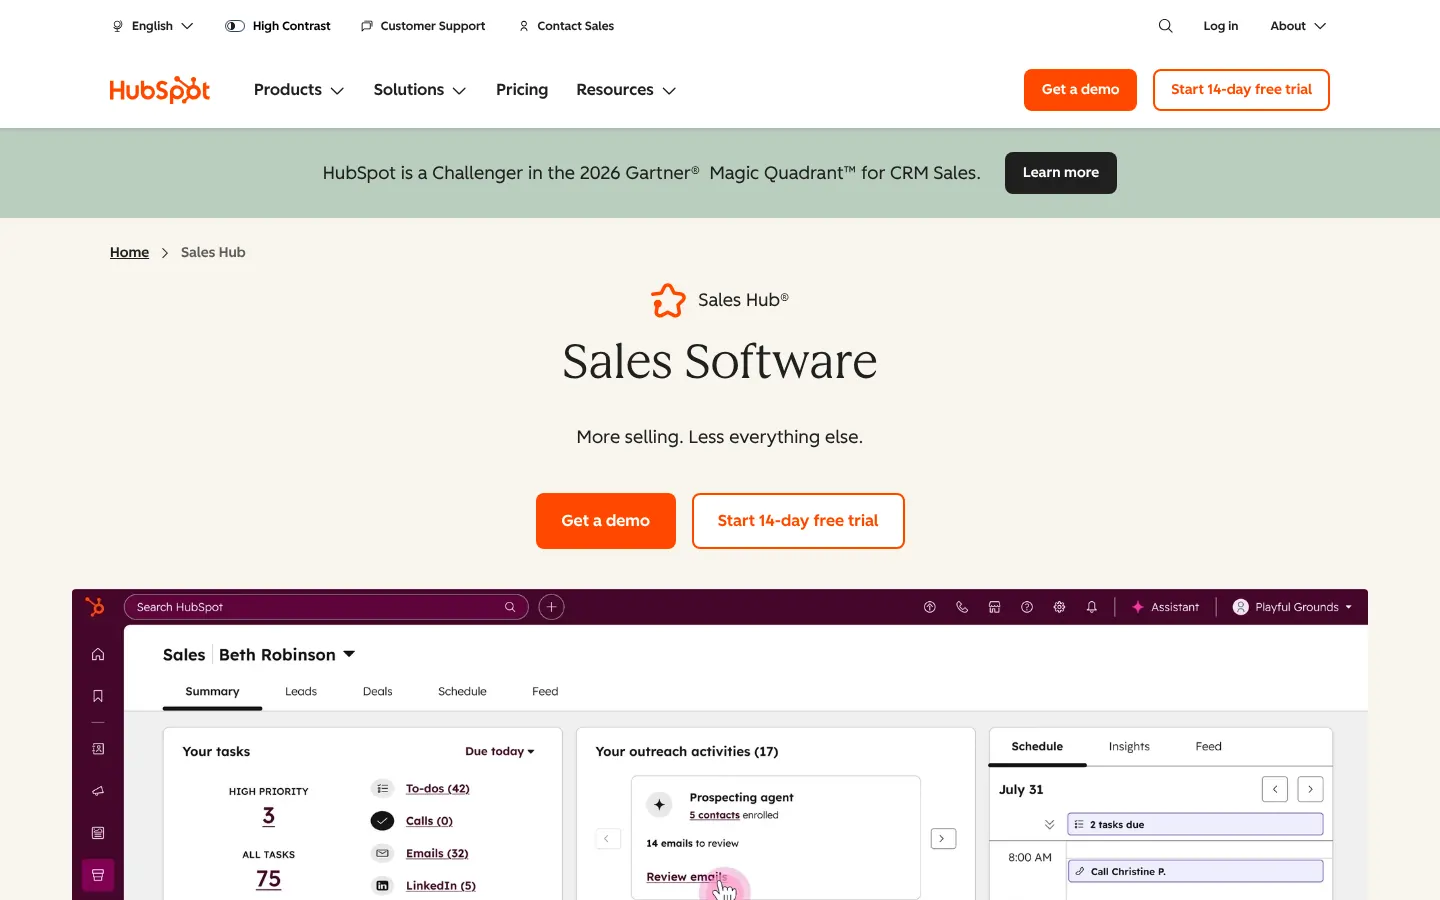 English
High Contrast
Customer Support
Contact Sales
Log in
About
HubSpot
Products
Solutions
Pricing
Resources
Get a demo
Start 14-day free trial
HubSpot is a Challenger in the 2026 Gartner® Magic Quadrant™ for CRM Sales.
Learn more
Home
Sales Hub
Sales Hub®
Sales Software
More selling. Less everything else.
Get a demo
Start 14-day free trial
Search HubSpot
Assistant
Playful Grounds
Sales
Beth Robinson
Summary
Leads
Deals
Schedule
Feed
Your tasks
Due today
HIGH PRIORITY
3
ALL TASKS
75
To-dos (42)
Calls (0)
Emails (32)
LinkedIn (5)
Your outreach activities (17)
Prospecting agent
5 contacts enrolled
14 emails to review
Review emails
Schedule
Insights
Feed
July 31
2 tasks due
8:00 AM
Call Christine P.